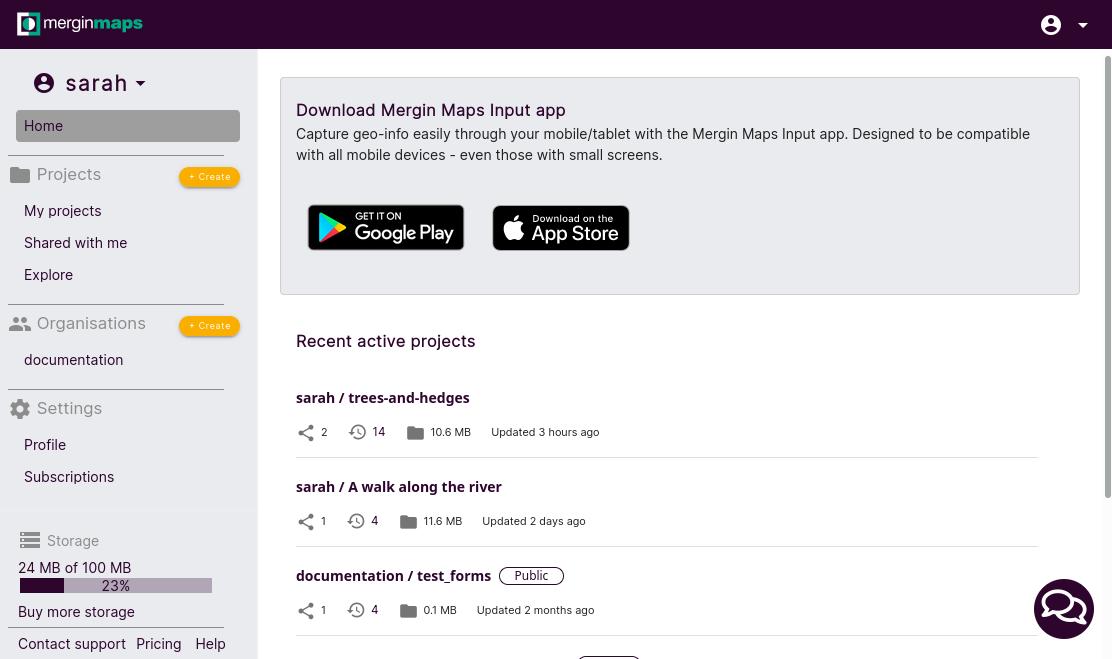 merginmaps
sarah
Home
Projects
+ Create
My projects
Shared with me
Explore
Organisations
+ Create
documentation
Settings
Profile
Subscriptions
Storage
24 MB of 100 MB
23%
Buy more storage
Contact support Pricing Help
Download Mergin Maps Input app
Capture geo-info easily through your mobile/tablet with the Mergin Maps Input app. Designed to be compatible
with all mobile devices - even those with small screens.
GET IT ON
Google Play
Download on the
App Store
Recent active projects
sarah / trees-and-hedges
2 14 10.6 MB Updated 3 hours ago
sarah / A walk along the river
1 4 11.6 MB Updated 2 days ago
documentation / test_forms Public
1 4 0.1 MB Updated 2 months ago